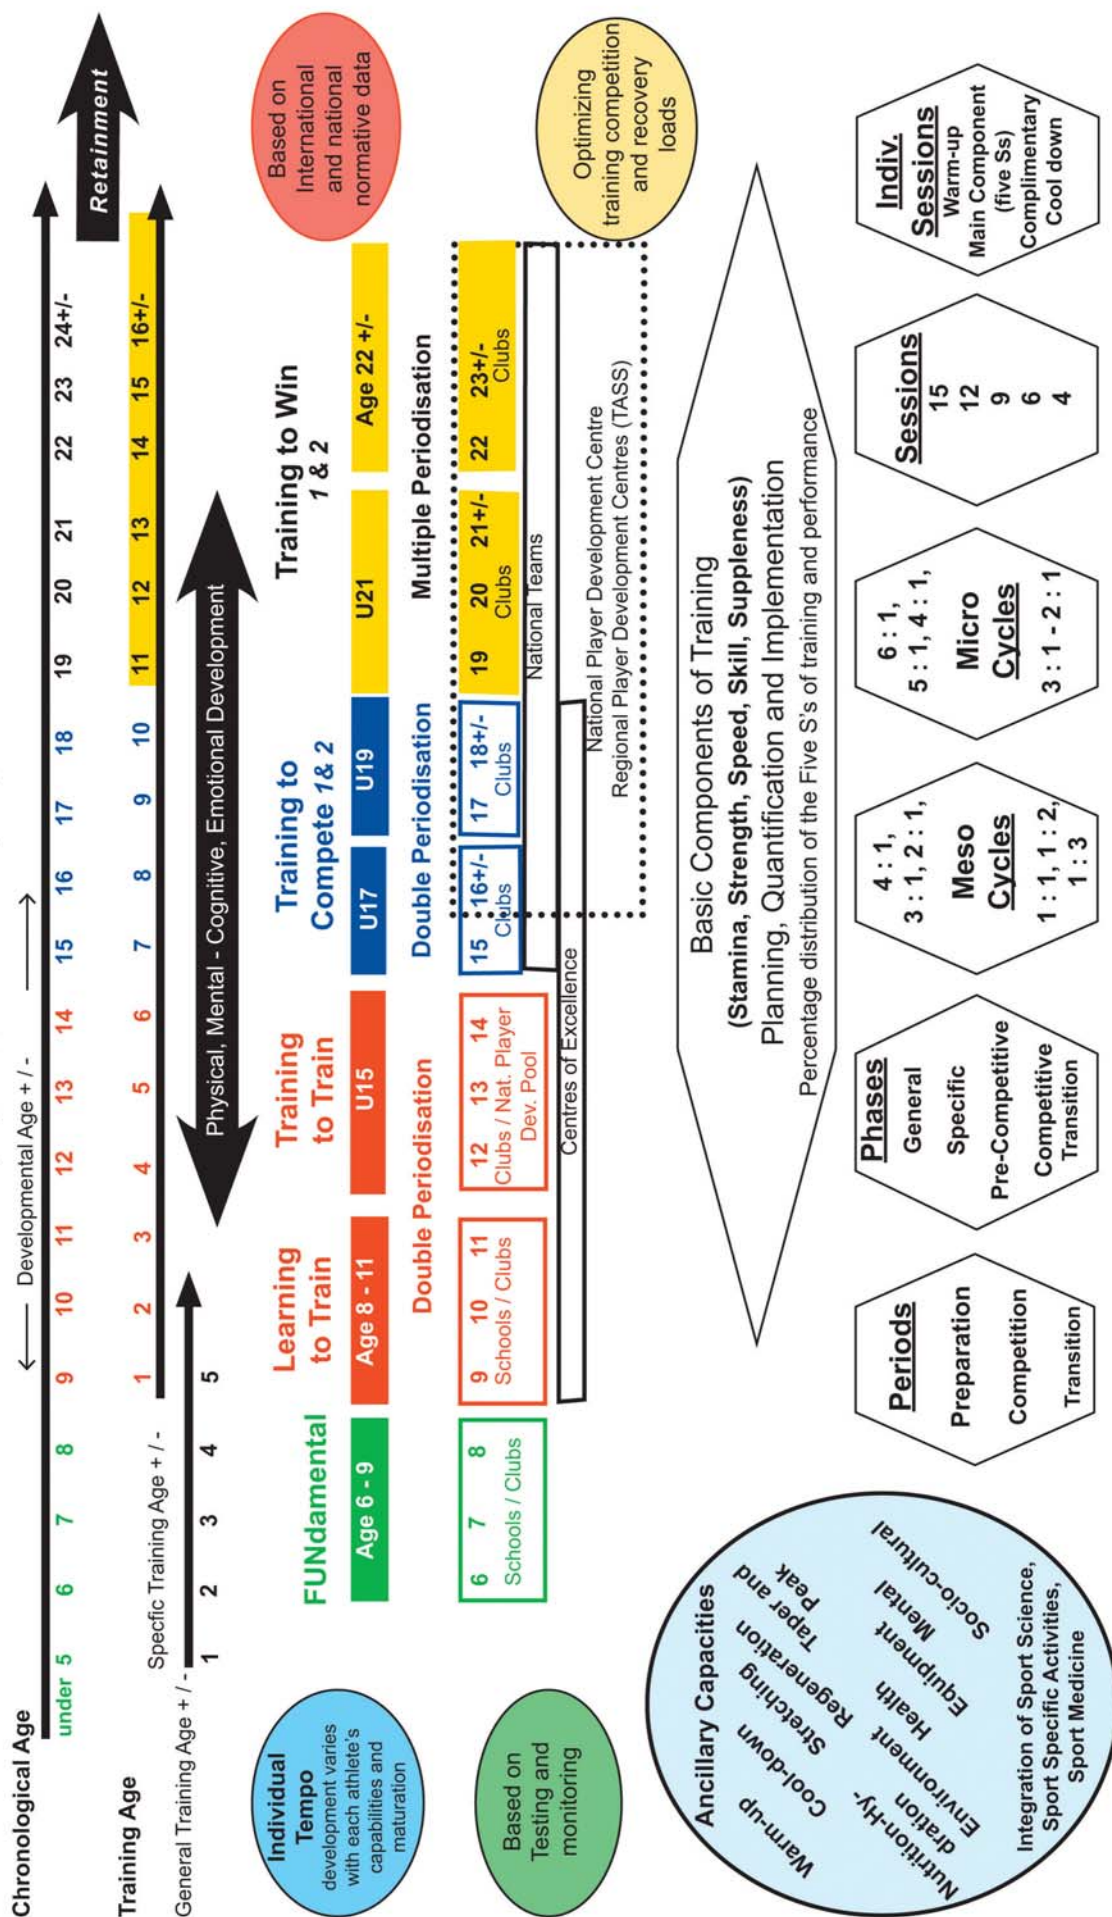 Chronological Age
← Developmental Age + / - →
under 5 6 7 8 9 10 11 12 13 14 15 16 17 18 19 20 21 22 23 24+/-
Retainment
Training Age
Specfic Training Age + / -
1 2 3 4 5 6 7 8 9 10 11 12 13 14 15 16+/-
General Training Age + / -
1 2 3 4 5
Physical, Mental - Cognitive, Emotional Development
Individual
Tempo
development varies
with each athlete's
capabilities and
maturation
FUNdamental
Age 6 - 9
Learning
to Train
Age 8 - 11
Training
to Train
U15
Training to
Compete 1 & 2
U17
U19
Training to Win
1 & 2
U21
Age 22 +/-
Based on
International
and national
normative data
Double Periodisation
Double Periodisation
Multiple Periodisation
Based on
Testing and
monitoring
6 7 8
Schools / Clubs
9 10 11
Schools / Clubs
12 13 14
Clubs / Nat. Player
Dev. Pool
15 16+/-
Clubs
17 18+/-
Clubs
19 20 21+/-
Clubs
22 23+/-
Clubs
National Teams
Centres of Excellence
National Player Development Centre
Regional Player Development Centres (TASS)
Optimizing
training competition
and recovery
loads
Ancillary Capacities
Warm-up
Cool-down
Stretching
Regeneration
Taper and
Peak
Nutrition-Hy-
dration
Environment
Health
Equipment
Mental
Socio-cultural
Integration of Sport Science,
Sport Specific Activities,
Sport Medicine
Basic Components of Training
(Stamina, Strength, Speed, Skill, Suppleness)
Planning, Quantification and Implementation
Percentage distribution of the Five S's of training and performance
Periods
Preparation
Competition
Transition
Phases
General
Specific
Pre-Competitive
Competitive
Transition
4 : 1,
3 : 1, 2 : 1,
Meso
Cycles
1 : 1, 1 : 2,
1 : 3
6 : 1,
5 : 1, 4 : 1,
Micro
Cycles
3 : 1 - 2 : 1
Sessions
15
12
9
6
4
Indiv.
Sessions
Warm-up
Main Component
(five Ss)
Complimentary
Cool down